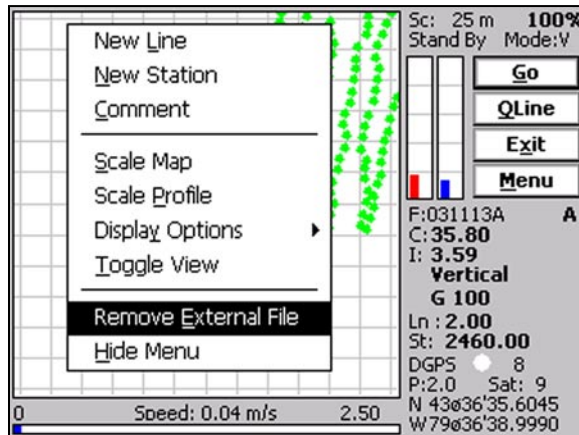 New Line
New Station
Comment
Scale Map
Scale Profile
Display Options
Toggle View
Remove External File
Hide Menu
0 Speed: 0.04 m/s 2.50
Sc: 25 m 100%
Stand By Mode:V
Go
QLine
Exit
Menu
F:031113A A
C:35.80
I: 3.59
Vertical
G 100
Ln : 2.00
St: 2460.00
DGPS 8
P:2.0 Sat: 9
N 43ø36'35.6045
W79ø36'38.9990